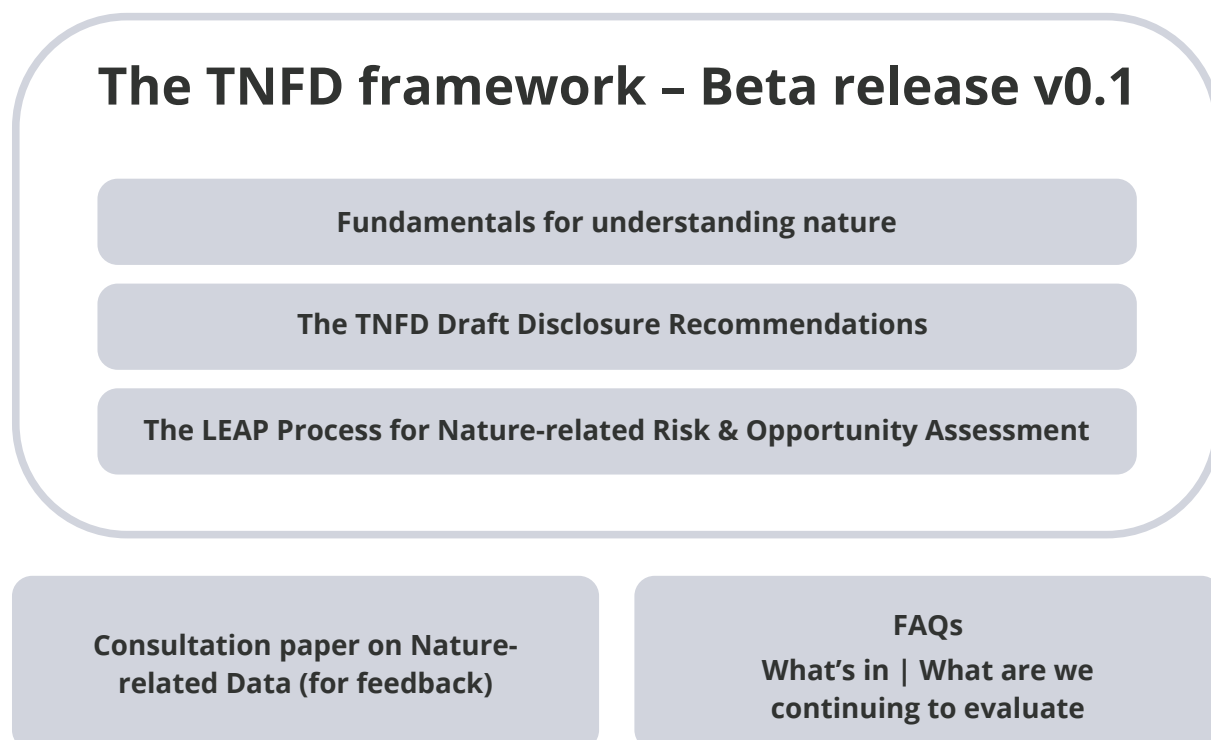 The TNFD framework – Beta release v0.1
Fundamentals for understanding nature
The TNFD Draft Disclosure Recommendations
The LEAP Process for Nature-related Risk & Opportunity Assessment
Consultation paper on Nature-
related Data (for feedback)
FAQs
What’s in | What are we
continuing to evaluate